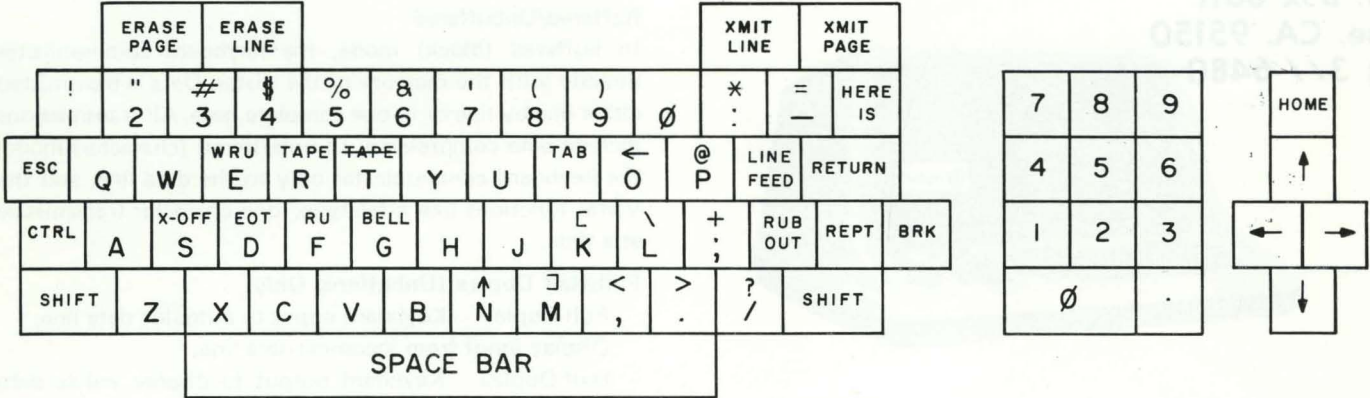 ERASE ERASE XMIT XMIT
PAGE LINE LINE PAGE
" # $ % & ' ( ) * = HERE
1 2 3 4 5 6 7 8 9 Ø : — IS 7 8 9 HOME
ESC WRU TAPE TAPE TAB ← @ LINE
Q W E R T Y U I O P FEED RETURN 4 5 6 ↑
CTRL X-OFF EOT RU BELL [ \ + RUB
A S D F G H J K L ; OUT REPT BRK 2 3 ← →
SHIFT ↑ ] < > ? SHIFT
Z X C V B N M , . / Ø . ↓
SPACE BAR
CA. 95150